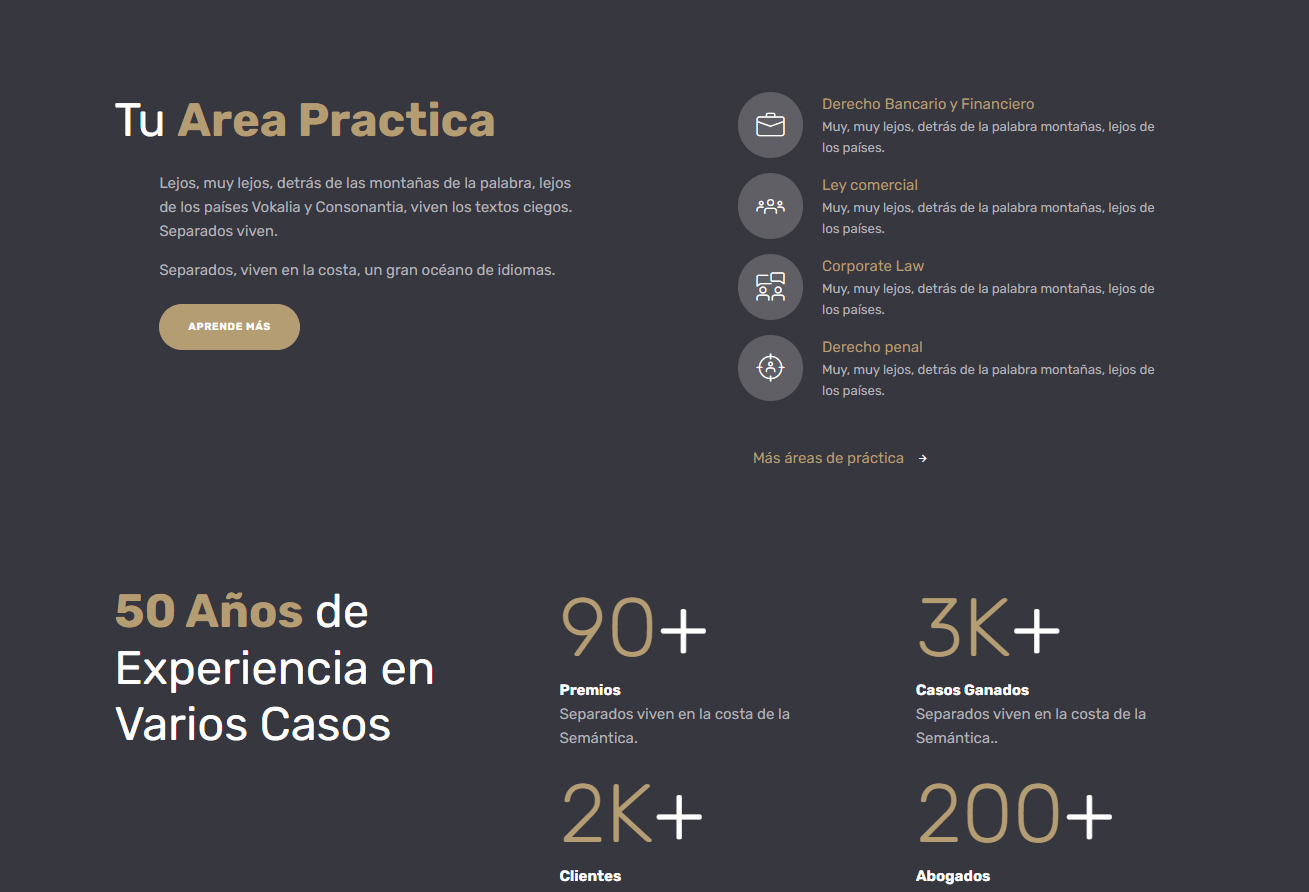 Tu Area Practica
Lejos, muy lejos, detrás de las montañas de la palabra, lejos
de los países Vokalia y Consonantia, viven los textos ciegos.
Separados viven.
Separados, viven en la costa, un gran océano de idiomas.
APRENDE MÁS
Derecho Bancario y Financiero
Muy, muy lejos, detrás de la palabra montañas, lejos de
los países.
Ley comercial
Muy, muy lejos, detrás de la palabra montañas, lejos de
los países.
Corporate Law
Muy, muy lejos, detrás de la palabra montañas, lejos de
los países.
Derecho penal
Muy, muy lejos, detrás de la palabra montañas, lejos de
los países.
Más áreas de práctica →
50 Años de
Experiencia en
Varios Casos
90+
Premios
Separados viven en la costa de la
Semántica.
3K+
Casos Ganados
Separados viven en la costa de la
Semántica..
2K+
Clientes
200+
Abogados